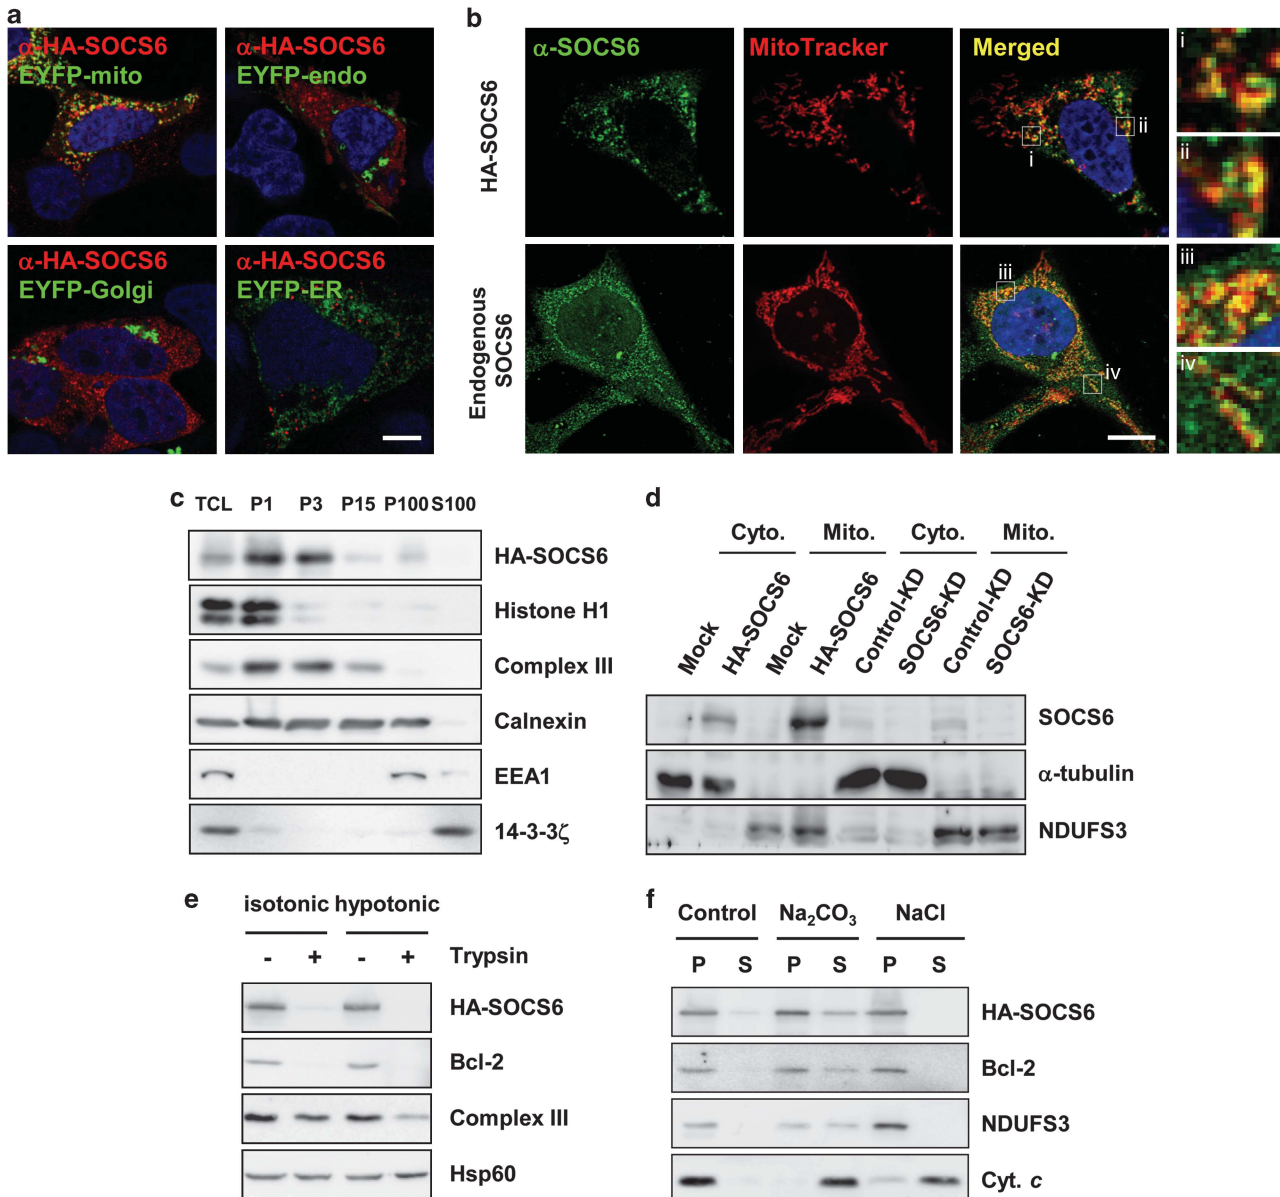 a
α-HA-SOCS6
EYFP-mito
α-HA-SOCS6
EYFP-endo
α-HA-SOCS6
EYFP-Golgi
α-HA-SOCS6
EYFP-ER
b
α-SOCS6
MitoTracker
Merged
HA-SOCS6
i
ii
i
ii
Endogenous
SOCS6
iii
iv
iii
iv
c
TCL P1 P3 P15 P100 S100
HA-SOCS6
Histone H1
Complex III
Calnexin
EEA1
14-3-3ζ
d
Cyto. Mito. Cyto. Mito.
Mock
HA-SOCS6
Mock
HA-SOCS6
Control-KD
SOCS6-KD
Control-KD
SOCS6-KD
SOCS6
α-tubulin
NDUFS3
e
isotonic hypotonic
- + - + Trypsin
HA-SOCS6
Bcl-2
Complex III
Hsp60
f
Control Na₂CO₃ NaCl
P S P S P S
HA-SOCS6
Bcl-2
NDUFS3
Cyt. c